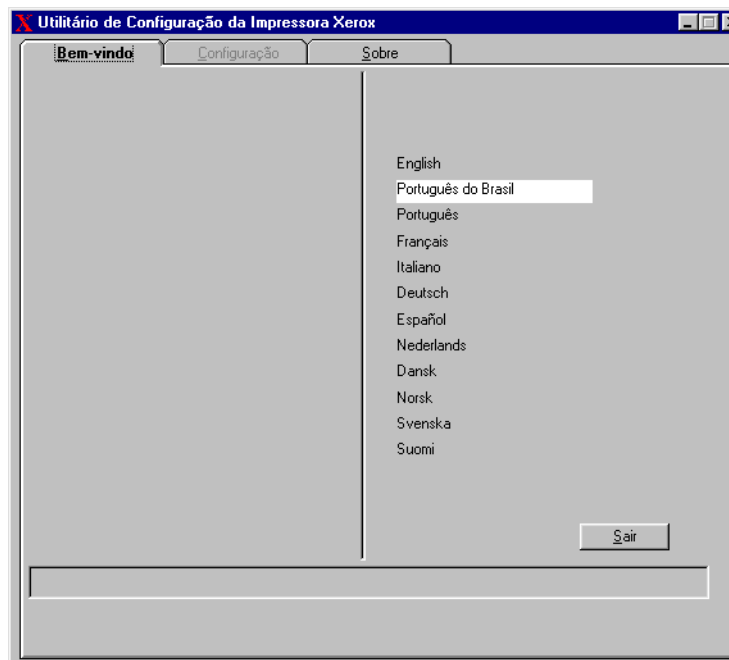 Utilitário de Configuração da Impressora Xerox
Bem-vindo Configuração Sobre
English
Português do Brasil
Português
Français
Italiano
Deutsch
Español
Nederlands
Dansk
Norsk
Svenska
Suomi
Sair